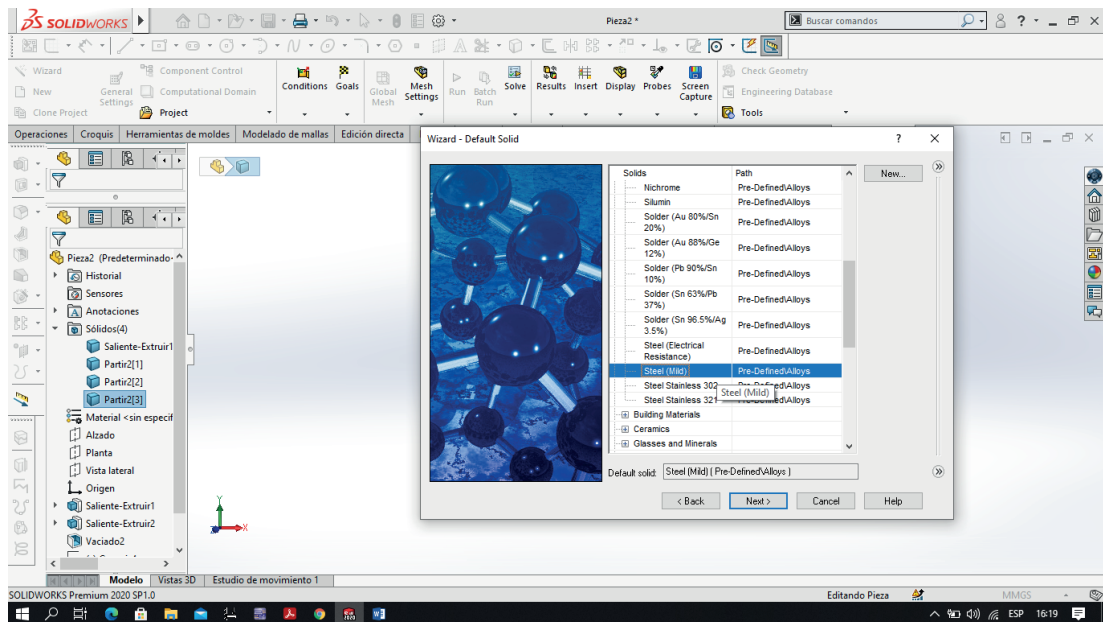 SOLIDWORKS
Pieza2 *
Buscar comandos
?
Wizard
New
Clone Project
General Settings
Component Control
Computational Domain
Project
Conditions
Goals
Global Mesh
Mesh Settings
Run
Batch Run
Solve
Results
Insert
Display
Probes
Screen Capture
Check Geometry
Engineering Database
Tools
Operaciones
Croquis
Herramientas de moldes
Modelado de mallas
Edición directa
Pieza2 (Predeterminado-
Historial
Sensores
Anotaciones
Sólidos(4)
Saliente-Extruir1
Partir2[1]
Partir2[2]
Partir2[3]
Material <sin especif
Alzado
Planta
Vista lateral
Origen
Saliente-Extruir1
Saliente-Extruir2
Vaciado2
Y
X
Wizard - Default Solid
?
Solids Path
Nichrome Pre-Defined\Alloys
Silumin Pre-Defined\Alloys
Solder (Au 80%/Sn 20%) Pre-Defined\Alloys
Solder (Au 88%/Ge 12%) Pre-Defined\Alloys
Solder (Pb 90%/Sn 10%) Pre-Defined\Alloys
Solder (Sn 63%/Pb 37%) Pre-Defined\Alloys
Solder (Sn 96.5%/Ag 3.5%) Pre-Defined\Alloys
Steel (Electrical Resistance) Pre-Defined\Alloys
Steel (Mild) Pre-Defined\Alloys
Steel Stainless 302
Steel (Mild)
Steel Stainless 321
Building Materials
Ceramics
Glasses and Minerals
New...
Default solid: Steel (Mild) ( Pre-Defined\Alloys )
< Back
Next >
Cancel
Help
Modelo
Vistas 3D
Estudio de movimiento 1
SOLIDWORKS Premium 2020 SP1.0
Editando Pieza
MMGS
ESP
16:19